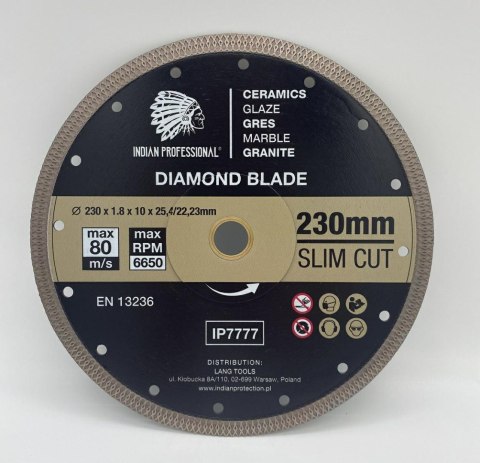 INDIAN PROFESSIONAL®
CERAMICS
GLAZE
GRES
MARBLE
GRANITE
DIAMOND BLADE
Ø 230 x 1.8 x 10 x 25,4/22,23mm
max
80
m/s
max
RPM
6650
230mm
SLIM CUT
EN 13236
IP7777
DISTRIBUTION:
LANG TOOLS
ul. Kłobucka 8A/110, 02-699 Warsaw, Poland
www.indianprotection.pl